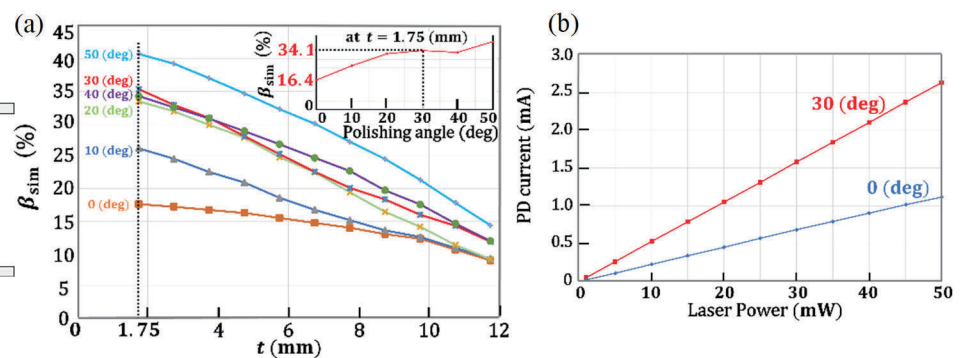 (a)
β_sim (%)
45
40
35
30
25
20
15
10
5
0
50 (deg)
30 (deg)
40 (deg)
20 (deg)
10 (deg)
0 (deg)
0
1.75
4
6
8
10
12
t (mm)
at t = 1.75 (mm)
β_sim (%)
34.1
16.4
0
0 10 20 30 40 50
Polishing angle (deg)
(b)
PD current (mA)
3.0
2.5
2.0
1.5
1.0
0.5
0
30 (deg)
0 (deg)
10 20 30 40 50
Laser Power (mW)